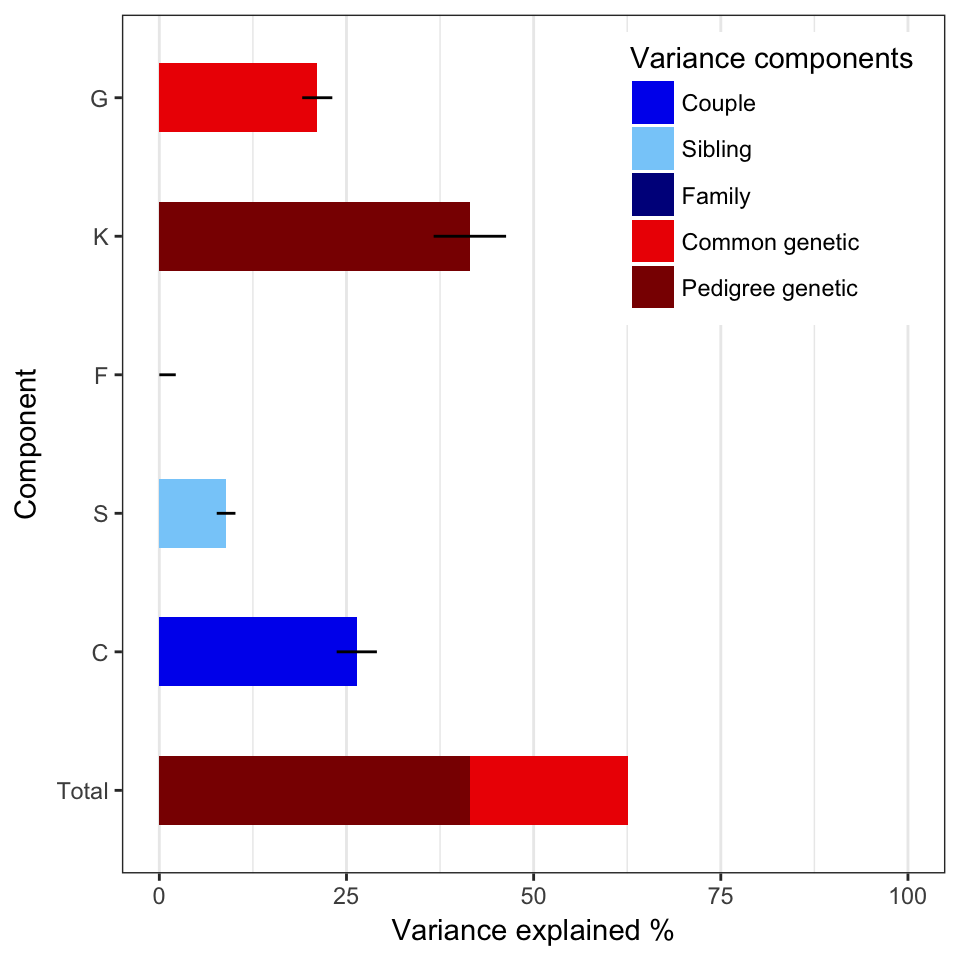 Variance components
Couple
Sibling
Family
Common genetic
Pedigree genetic
Component
G
K
F
S
C
Total
0 25 50 75 100
Variance explained %